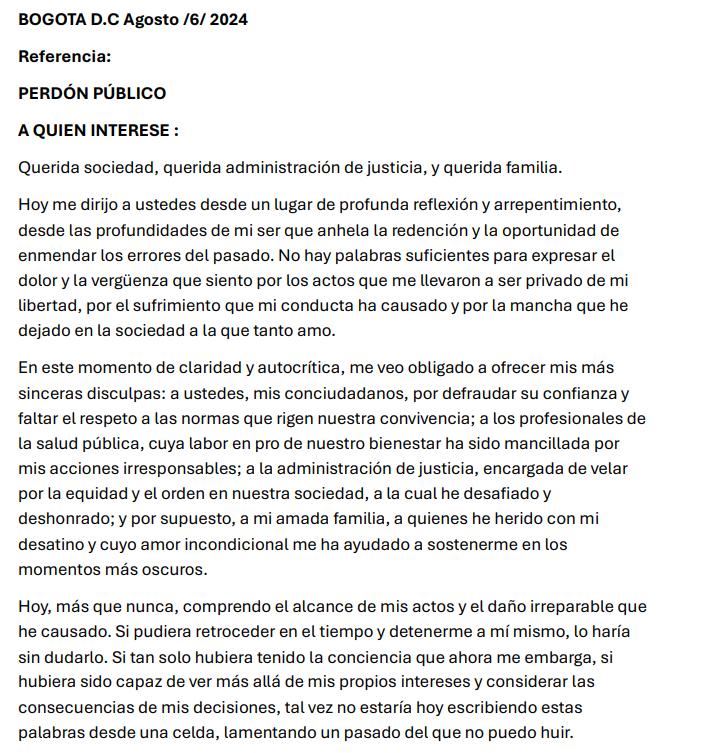 BOGOTA D.C Agosto /6/ 2024
Referencia:
PERDÓN PÚBLICO
A QUIEN INTERESE :
Querida sociedad, querida administración de justicia, y querida familia.
Hoy me dirijo a ustedes desde un lugar de profunda reflexión y arrepentimiento,
desde las profundidades de mi ser que anhela la redención y la oportunidad de
enmendar los errores del pasado. No hay palabras suficientes para expresar el
dolor y la vergüenza que siento por los actos que me llevaron a ser privado de mi
libertad, por el sufrimiento que mi conducta ha causado y por la mancha que he
dejado en la sociedad a la que tanto amo.
En este momento de claridad y autocrítica, me veo obligado a ofrecer mis más
sinceras disculpas: a ustedes, mis conciudadanos, por defraudar su confianza y
faltar el respeto a las normas que rigen nuestra convivencia; a los profesionales de
la salud pública, cuya labor en pro de nuestro bienestar ha sido mancillada por
mis acciones irresponsables; a la administración de justicia, encargada de velar
por la equidad y el orden en nuestra sociedad, a la cual he desafiado y
deshonrado; y por supuesto, a mi amada familia, a quienes he herido con mi
desatino y cuyo amor incondicional me ha ayudado a sostenerme en los
momentos más oscuros.
Hoy, más que nunca, comprendo el alcance de mis actos y el daño irreparable que
he causado. Si pudiera retroceder en el tiempo y detenerme a mí mismo, lo haría
sin dudarlo. Si tan solo hubiera tenido la conciencia que ahora me embarga, si
hubiera sido capaz de ver más allá de mis propios intereses y considerar las
consecuencias de mis decisiones, tal vez no estaría hoy escribiendo estas
palabras desde una celda, lamentando un pasado del que no puedo huir.